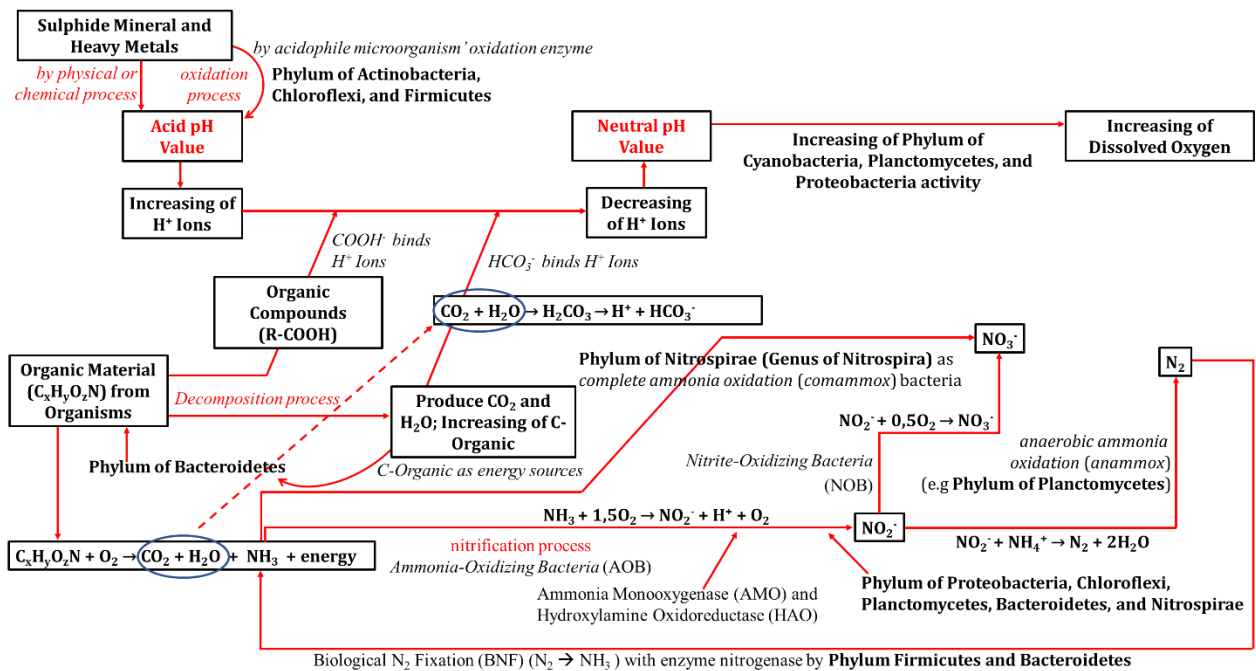 Sulphide Mineral and
Heavy Metals
by acidophile microorganism’ oxidation enzyme
by physical or
chemical process
oxidation
process
Phylum of Actinobacteria,
Chloroflexi, and Firmicutes
Acid pH
Value
Neutral pH
Value
Increasing of Phylum of
Cyanobacteria, Planctomycetes, and
Proteobacteria activity
Increasing of
Dissolved Oxygen
Increasing of
H⁺ Ions
Decreasing
of H⁺ Ions
COOH⁻ binds
H⁺ Ions
HCO₃⁻ binds H⁺ Ions
Organic
Compounds
(R-COOH)
CO₂ + H₂O → H₂CO₃ → H⁺ + HCO₃⁻
Organic Material
(CₓHᵧO_zN) from
Organisms
Decomposition process
Produce CO₂ and
H₂O; Increasing of C-
Organic
Phylum of Nitrospirae (Genus of Nitrospira) as
complete ammonia oxidation (comammox) bacteria
NO₃⁻
N₂
NO₂⁻ + 0,5O₂ → NO₃⁻
Phylum of Bacteroidetes
C-Organic as energy sources
Nitrite-Oxidizing Bacteria
(NOB)
anaerobic ammonia
oxidation (anammox)
(e.g Phylum of Planctomycetes)
NH₃ + 1,5O₂ → NO₂⁻ + H⁺ + O₂
NO₂⁻
NO₂⁻ + NH₄⁺ → N₂ + 2H₂O
CₓHᵧO_zN + O₂ → CO₂ + H₂O + NH₃ + energy
nitrification process
Ammonia-Oxidizing Bacteria (AOB)
Ammonia Monooxygenase (AMO) and
Hydroxylamine Oxidoreductase (HAO)
Phylum of Proteobacteria, Chloroflexi,
Planctomycetes, Bacteroidetes, and Nitrospirae
Biological N₂ Fixation (BNF) (N₂ → NH₃ ) with enzyme nitrogenase by Phylum Firmicutes and Bacteroidetes